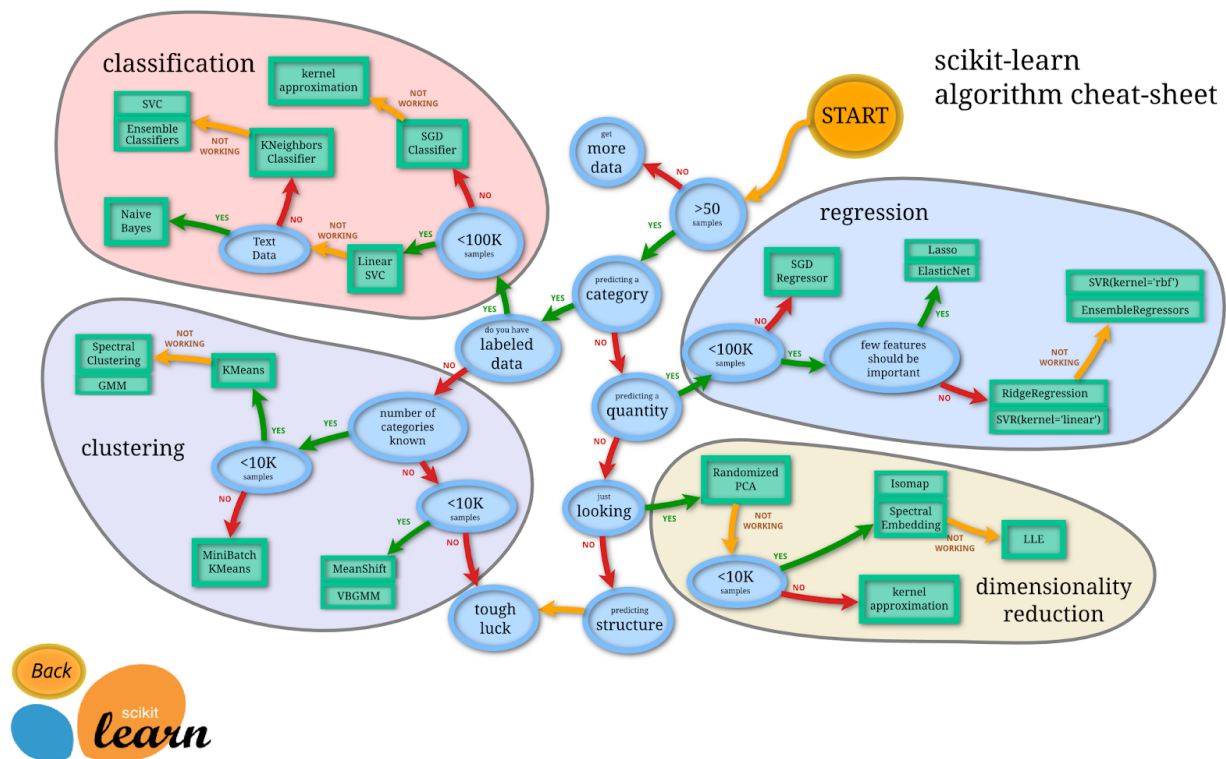 scikit-learn
algorithm cheat-sheet
START
get
more
data
NO
>50
samples
YES
predicting a
category
YES
NO
do you have
labeled
data
YES
NO
predicting a
quantity
YES
NO
just
looking
YES
NO
predicting
structure
tough
luck
classification
kernel
approximation
NOT
WORKING
SGD
Classifier
NO
<100K
samples
YES
Linear
SVC
NOT
WORKING
Text
Data
YES
Naive
Bayes
NO
KNeighbors
Classifier
NOT
WORKING
SVC
Ensemble
Classifiers
clustering
number of
categories
known
YES
NO
<10K
samples
YES
KMeans
NOT
WORKING
Spectral
Clustering
GMM
NO
MiniBatch
KMeans
<10K
samples
YES
MeanShift
VBGMM
NO
regression
<100K
samples
NO
SGD
Regressor
YES
few features
should be
important
YES
Lasso
ElasticNet
NO
RidgeRegression
SVR(kernel='linear')
NOT
WORKING
SVR(kernel='rbf')
EnsembleRegressors
dimensionality
reduction
Randomized
PCA
NOT
WORKING
<10K
samples
YES
Isomap
Spectral
Embedding
NOT
WORKING
LLE
NO
kernel
approximation
Back
scikit
learn